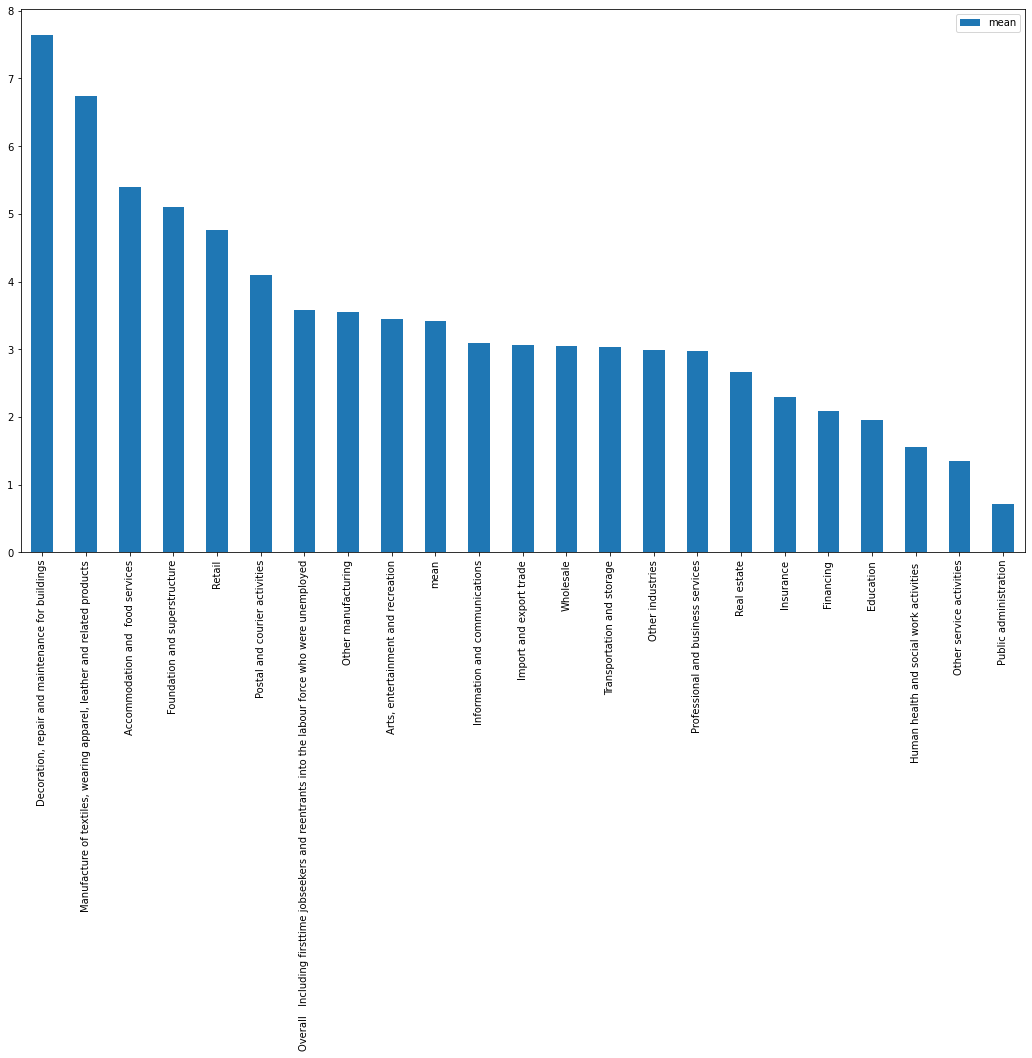 8
7
6
5
4
3
2
1
0
mean
Decoration, repair and maintenance for buildings
Manufacture of textiles, wearing apparel, leather and related products
Accommodation and  food services
Foundation and superstructure
Retail
Postal and courier activities
Overall   Including firsttime jobseekers and reentrants into the labour force who were unemployed
Other manufacturing
Arts, entertainment and recreation
mean
Information and communications
Import and export trade
Wholesale
Transportation and storage
Other industries
Professional and business services
Real estate
Insurance
Financing
Education
Human health and social work activities
Other service activities
Public administration